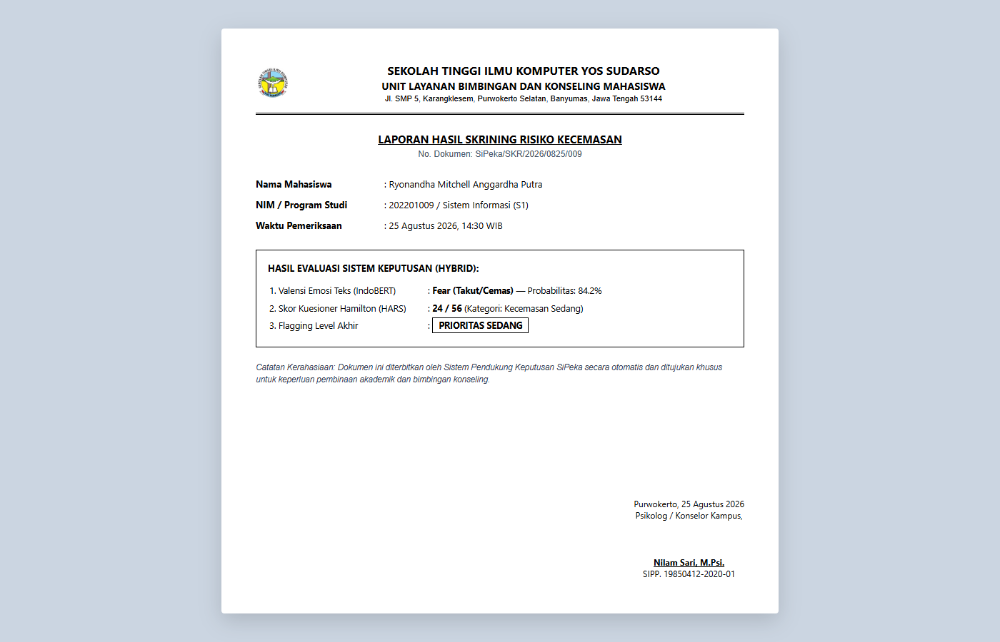 SEKOLAH TINGGI ILMU KOMPUTER YOS SUDARSO
UNIT LAYANAN BIMBINGAN DAN KONSELING MAHASISWA
Jl. SMP 5, Karangklesem, Purwokerto Selatan, Banyumas, Jawa Tengah 53144
LAPORAN HASIL SKRINING RISIKO KECEMASAN
No. Dokumen: SiPeka/SKR/2026/0825/009
Nama Mahasiswa : Ryonandha Mitchell Anggardha Putra
NIM / Program Studi : 202201009 / Sistem Informasi (S1)
Waktu Pemeriksaan : 25 Agustus 2026, 14:30 WIB
HASIL EVALUASI SISTEM KEPUTUSAN (HYBRID):
1. Valensi Emosi Teks (IndoBERT) : Fear (Takut/Cemas) — Probabilitas: 84.2%
2. Skor Kuesioner Hamilton (HARS) : 24 / 56 (Kategori: Kecemasan Sedang)
3. Flagging Level Akhir : PRIORITAS SEDANG
Catatan Kerahasiaan: Dokumen ini diterbitkan oleh Sistem Pendukung Keputusan SiPeka secara otomatis dan ditujukan khusus
untuk keperluan pembinaan akademik dan bimbingan konseling.
Purwokerto, 25 Agustus 2026
Psikolog / Konselor Kampus,
Nilam Sari, M.Psi.
SIPP. 19850412-2020-01